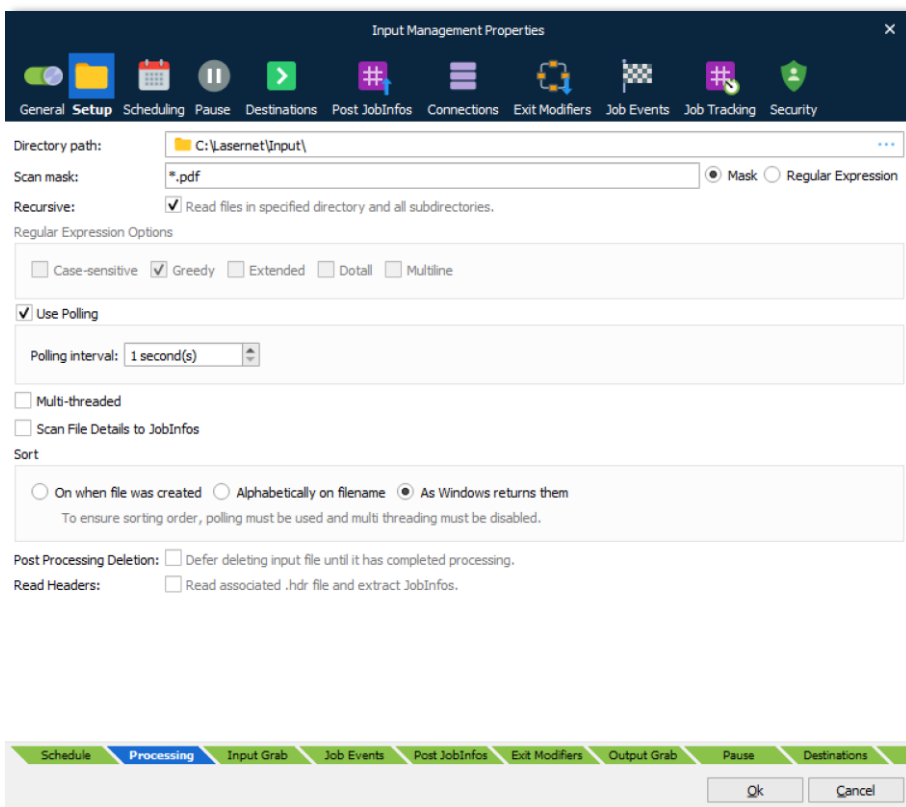 Input Management Properties
General Setup Scheduling Pause Destinations Post JobInfos Connections Exit Modifiers Job Events Job Tracking Security
Directory path: C:\Lasernet\Input\
Scan mask: *.pdf Mask Regular Expression
Recursive: Read files in specified directory and all subdirectories.
Regular Expression Options
Case-sensitive Greedy Extended Dotall Multiline
Use Polling
Polling interval: 1 second(s)
Multi-threaded
Scan File Details to JobInfos
Sort
On when file was created Alphabetically on filename As Windows returns them
To ensure sorting order, polling must be used and multi threading must be disabled.
Post Processing Deletion: Defer deleting input file until it has completed processing.
Read Headers: Read associated .hdr file and extract JobInfos.
Schedule Processing Input Grab Job Events Post JobInfos Exit Modifiers Output Grab Pause Destinations
Ok Cancel